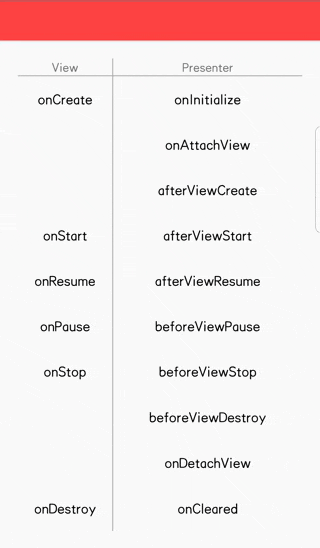 View Presenter
onCreate onInitialize
onAttachView
afterViewCreate
onStart afterViewStart
onResume afterViewResume
onPause beforeViewPause
onStop beforeViewStop
beforeViewDestroy
onDetachView
onDestroy onCleared